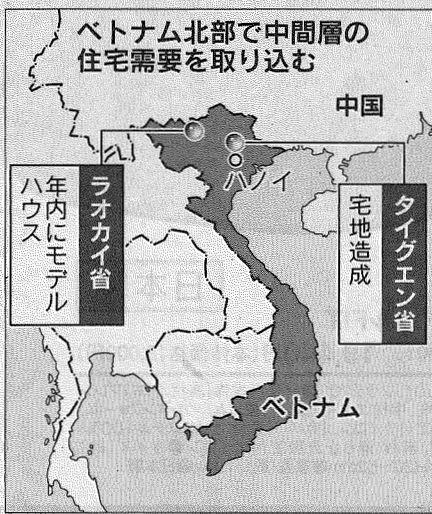 ベトナム北部で中間層の
住宅需要を取り込む
中国
ハノイ
ラオカイ省
年内にモデル
ハウス
タイグエン省
宅地造成
ベトナム
日本